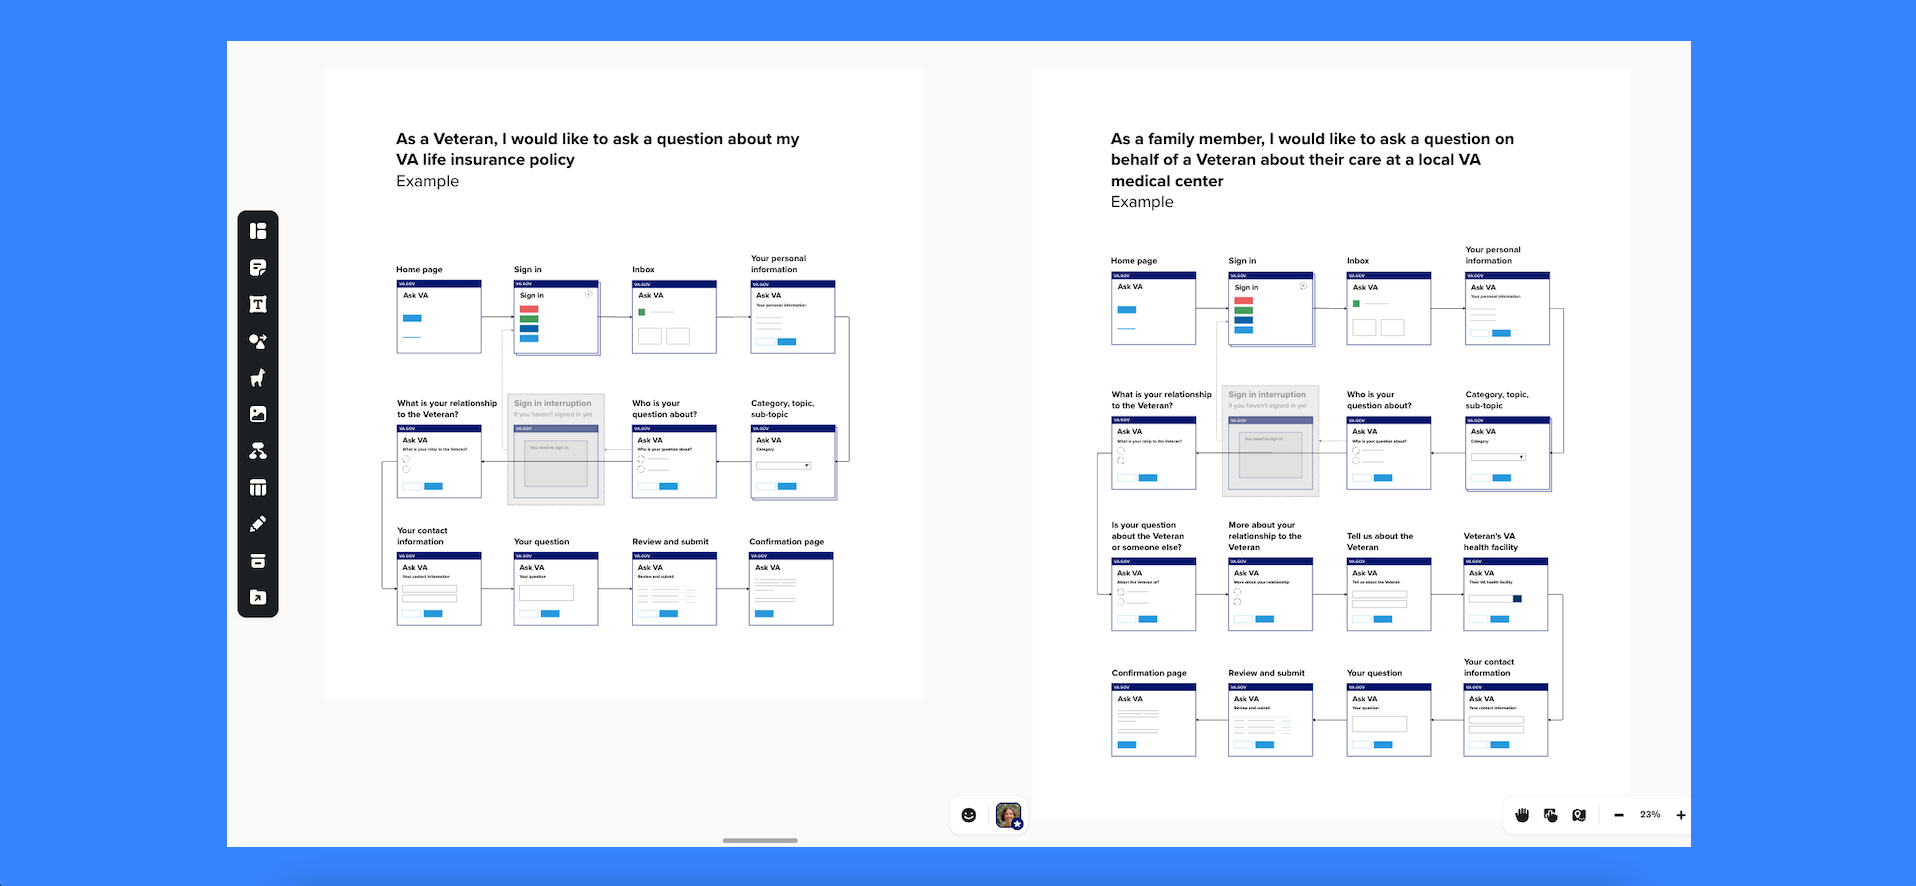 As a Veteran, I would like to ask a question about my
VA life insurance policy
Example
Home page
Sign in
Inbox
Your personal
information
VA.GOV
Ask VA
VA.GOV
Sign in
VA.GOV
Ask VA
VA.GOV
Ask VA
Your personal information
What is your relationship
to the Veteran?
Sign in interruption
If you haven't signed in yet
Who is your
question about?
Category, topic,
sub-topic
VA.GOV
Ask VA
What is your rship to the Veteran?
VA.GOV
You need to sign in
VA.GOV
Ask VA
Who is your question about?
VA.GOV
Ask VA
Category
Your contact
information
Your question
Review and submit
Confirmation page
VA.GOV
Ask VA
Your contact information
VA.GOV
Ask VA
Your question
VA.GOV
Ask VA
Review and submit
VA.GOV
Ask VA
As a family member, I would like to ask a question on
behalf of a Veteran about their care at a local VA
medical center
Example
Home page
Sign in
Inbox
Your personal
information
VA.GOV
Ask VA
VA.GOV
Sign in
VA.GOV
Ask VA
VA.GOV
Ask VA
Your personal information
What is your relationship
to the Veteran?
Sign in interruption
If you haven't signed in yet
Who is your
question about?
Category, topic,
sub-topic
VA.GOV
Ask VA
What is your rship to the Veteran?
VA.GOV
You need to sign in
VA.GOV
Ask VA
Who is your question about?
VA.GOV
Ask VA
Category
Is your question
about the Veteran
or someone else?
More about your
relationship to the
Veteran
Tell us about the
Veteran
Veteran's VA
health facility
VA.GOV
Ask VA
About the Veteran or?
VA.GOV
Ask VA
More about your relationship
VA.GOV
Ask VA
Tell us about the Veteran
VA.GOV
Ask VA
Their VA health facility
Confirmation page
Review and submit
Your question
Your contact
information
VA.GOV
Ask VA
VA.GOV
Ask VA
Review and submit
VA.GOV
Ask VA
Your question
VA.GOV
Ask VA
Your contact information
23%